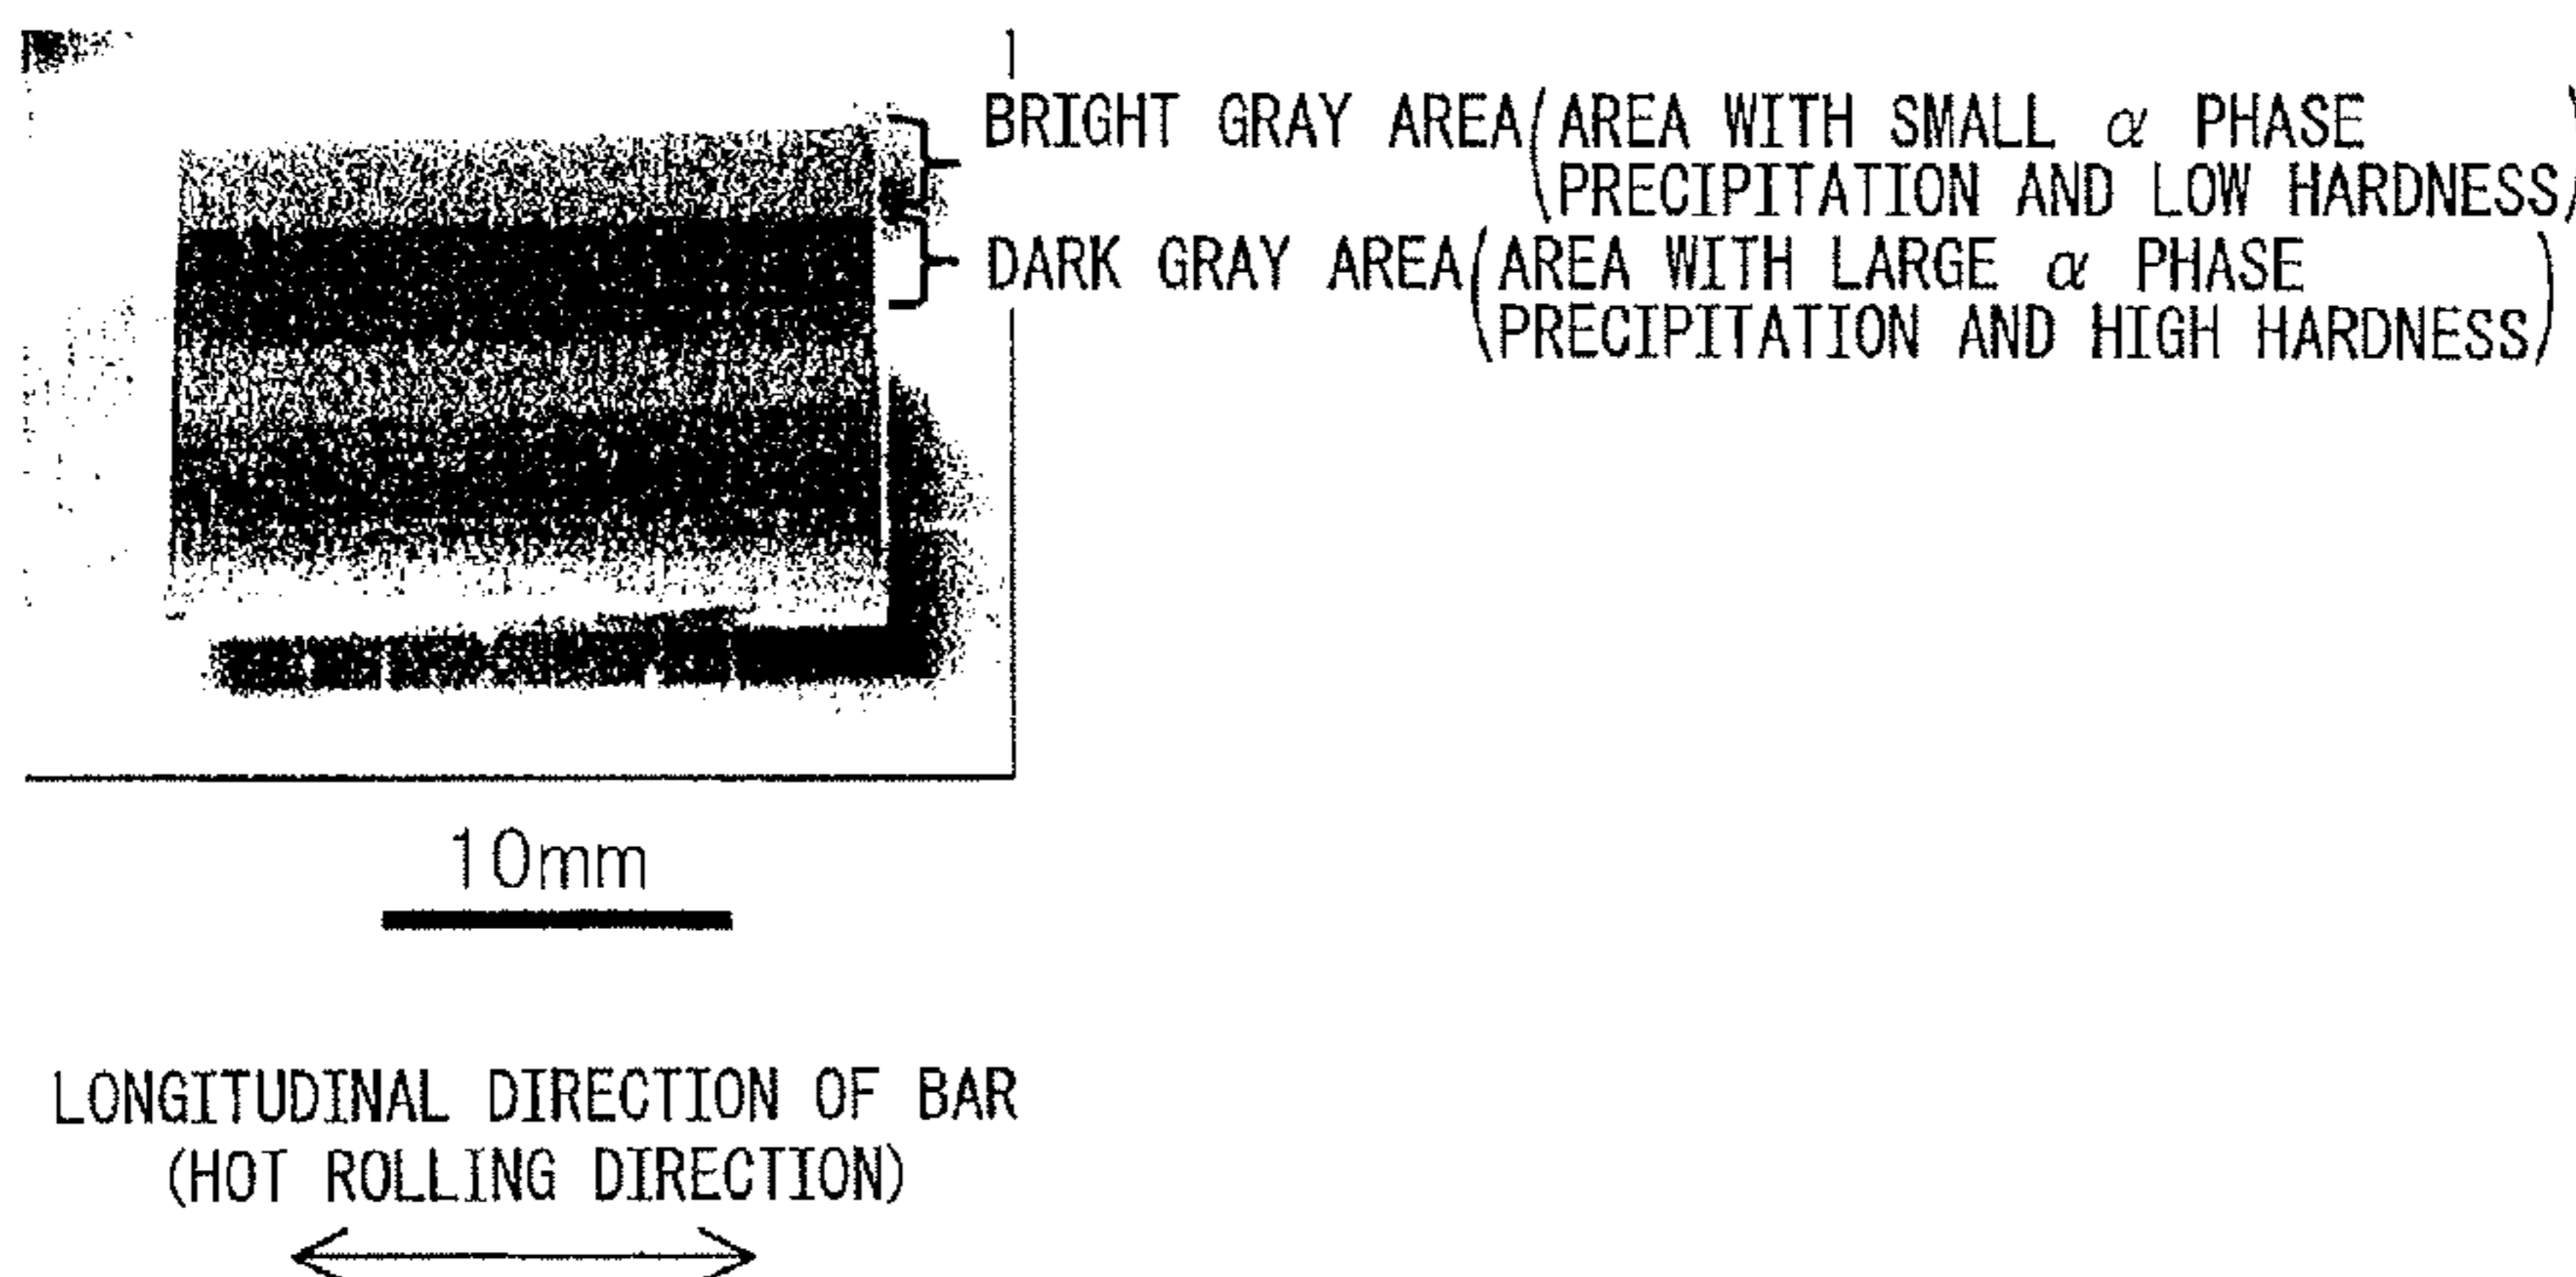 BRIGHT GRAY AREA(AREA WITH SMALL α PHASE
PRECIPITATION AND LOW HARDNESS)
DARK GRAY AREA(AREA WITH LARGE α PHASE
PRECIPITATION AND HIGH HARDNESS)
10mm
LONGITUDINAL DIRECTION OF BAR
(HOT ROLLING DIRECTION)